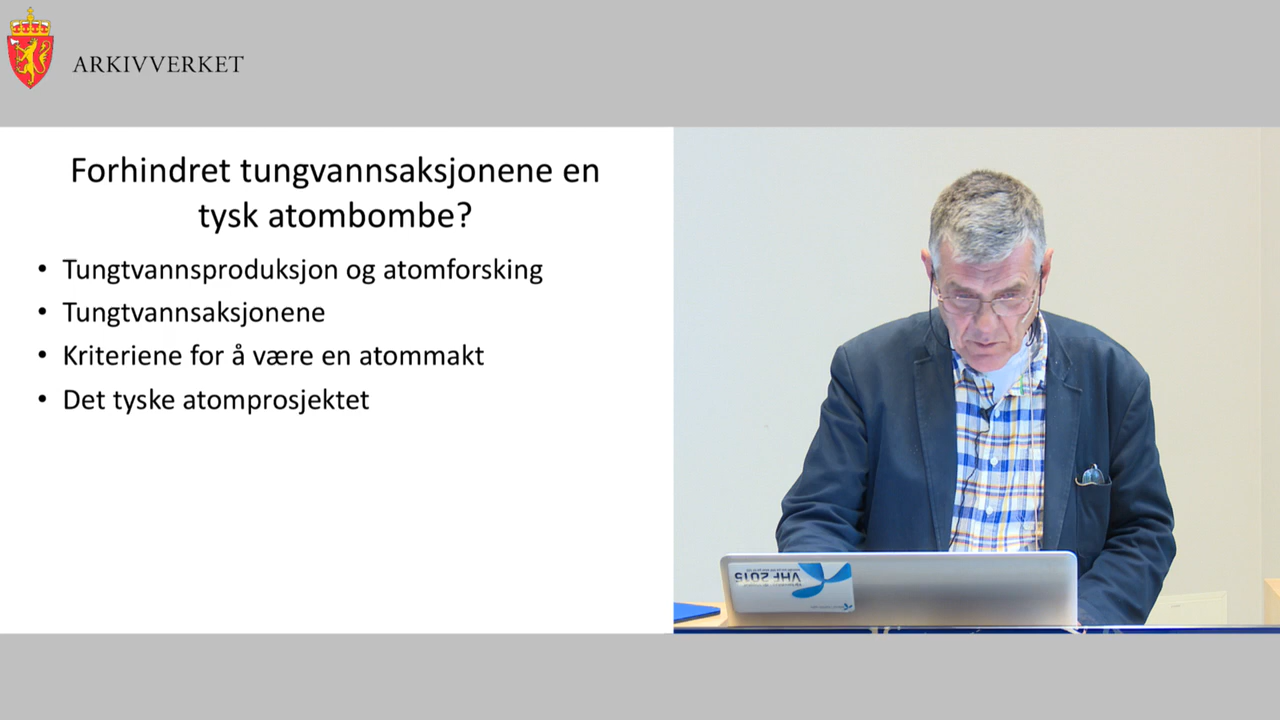 ARKIVVERKET
Forhindret tungvannsaksjonene en
tysk atombombe?
• Tungtvannsproduksjon og atomforsking
• Tungtvannsaksjonene
• Kriteriene for å være en atommakt
• Det tyske atomprosjektet
VHF 2015